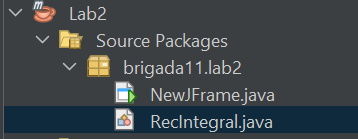 Lab2
Source Packages
brigada11.lab2
NewJFrame.java
RecIntegral.java